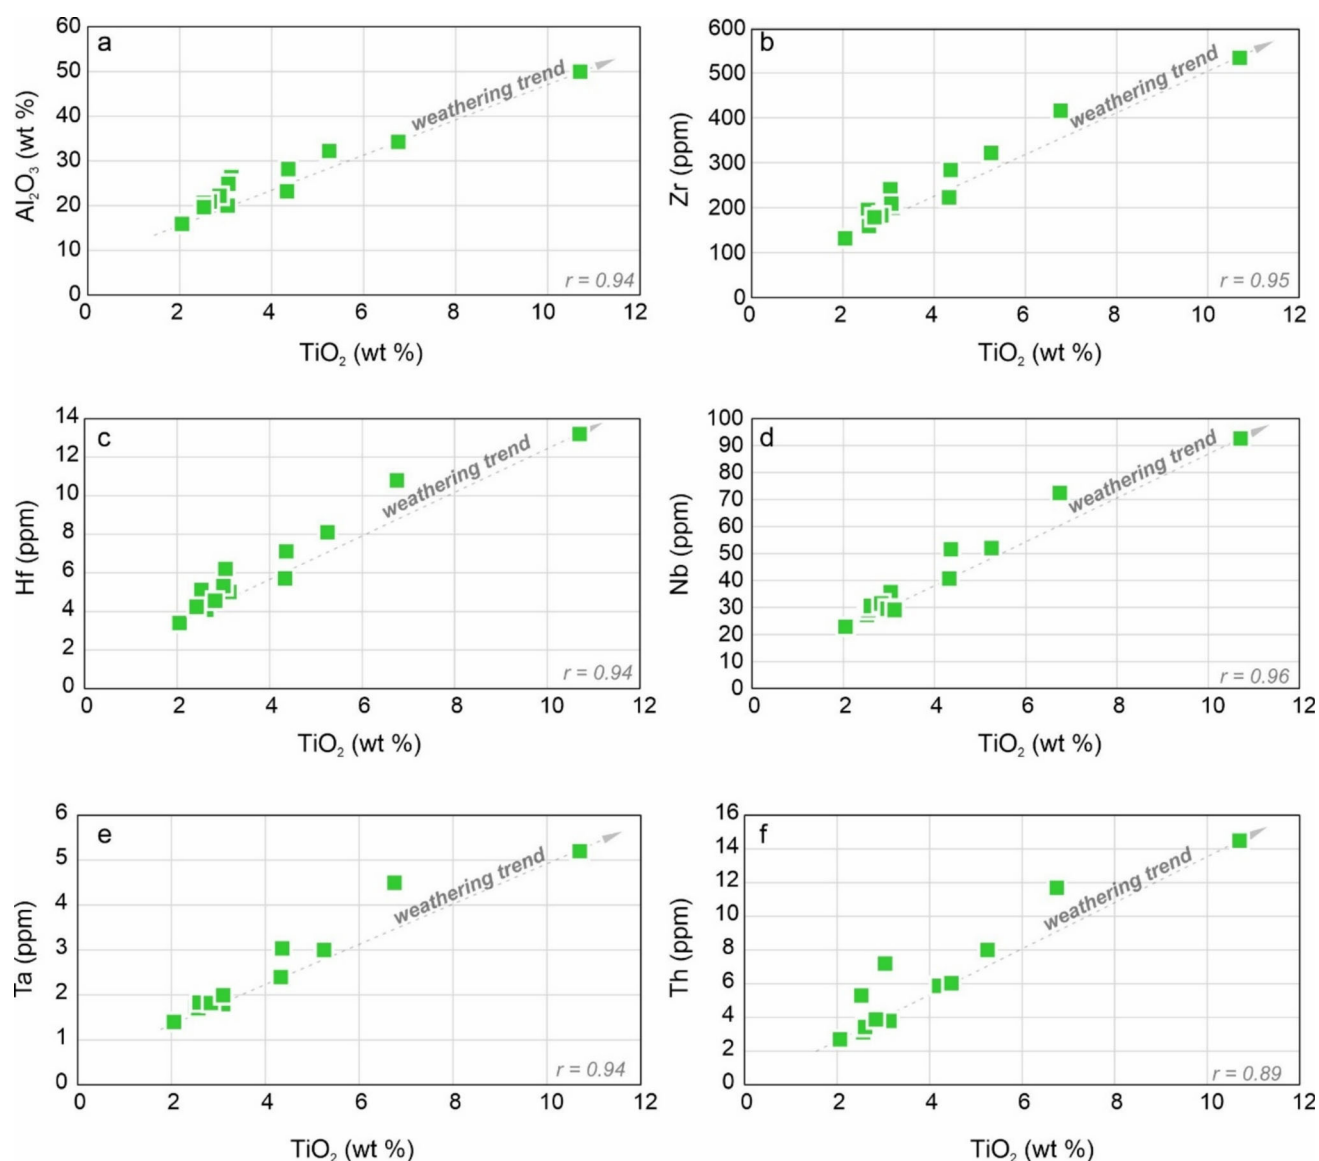 a
60
50
40
30
20
10
0
Al₂O₃ (wt %)
weathering trend
r = 0.94
0 2 4 6 8 10 12
TiO₂ (wt %)
b
600
500
400
300
200
100
0
Zr (ppm)
weathering trend
r = 0.95
0 2 4 6 8 10 12
TiO₂ (wt %)
c
14
12
10
8
6
4
2
0
Hf (ppm)
weathering trend
r = 0.94
0 2 4 6 8 10 12
TiO₂ (wt %)
d
100
90
80
70
60
50
40
30
20
10
0
Nb (ppm)
weathering trend
r = 0.96
0 2 4 6 8 10 12
TiO₂ (wt %)
e
6
5
4
3
2
1
0
Ta (ppm)
weathering trend
r = 0.94
0 2 4 6 8 10 12
TiO₂ (wt %)
f
16
14
12
10
8
6
4
2
0
Th (ppm)
weathering trend
r = 0.89
0 2 4 6 8 10 12
TiO₂ (wt %)